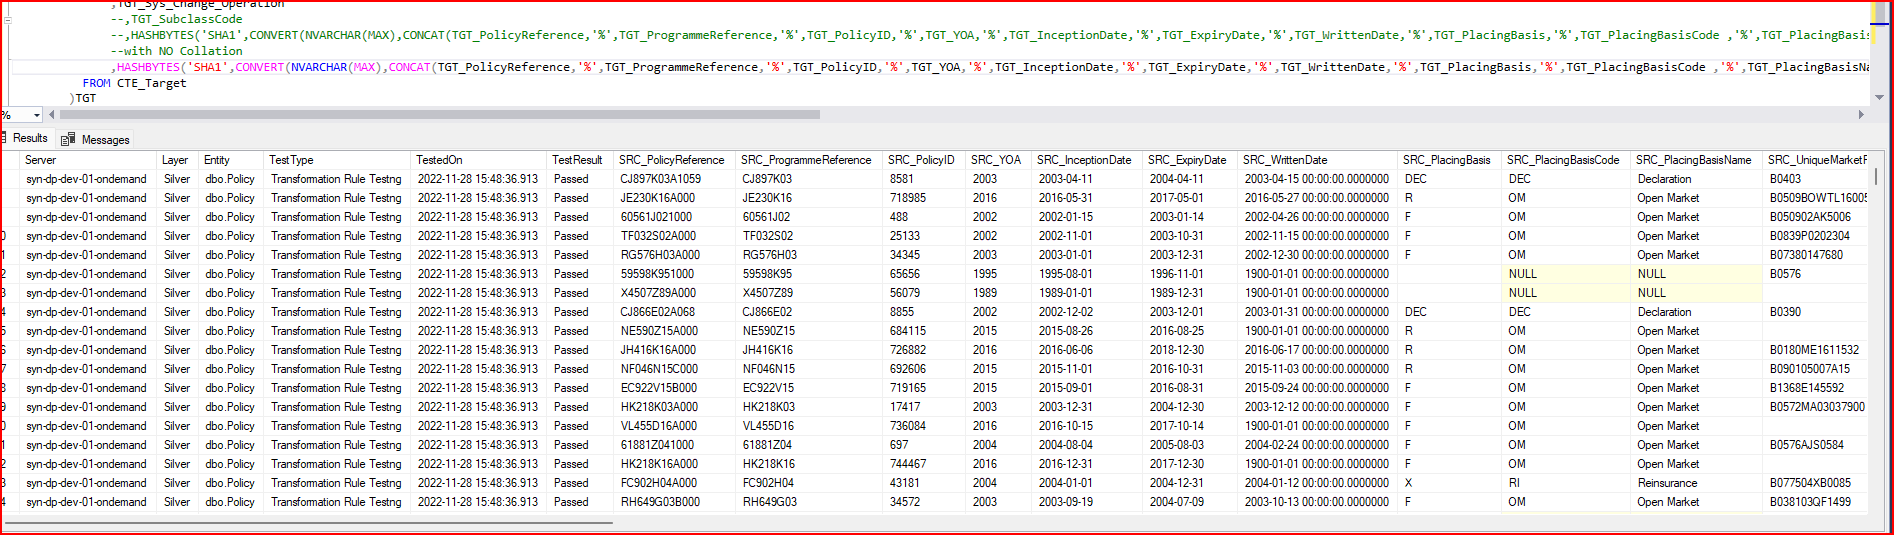 ,TGT_Sys_Change_Operation
--,TGT_SubclassCode
--,HASHBYTES('SHA1',CONVERT(NVARCHAR(MAX),CONCAT(TGT_PolicyReference,'%',TGT_ProgrammeReference,'%',TGT_PolicyID,'%',TGT_YOA,'%',TGT_InceptionDate,'%',TGT_ExpiryDate,'%',TGT_WrittenDate,'%',TGT_PlacingBasis,'%',TGT_PlacingBasisCode ,'%',TGT_PlacingBasis
--with NO Collation
,HASHBYTES('SHA1',CONVERT(NVARCHAR(MAX),CONCAT(TGT_PolicyReference,'%',TGT_ProgrammeReference,'%',TGT_PolicyID,'%',TGT_YOA,'%',TGT_InceptionDate,'%',TGT_ExpiryDate,'%',TGT_WrittenDate,'%',TGT_PlacingBasis,'%',TGT_PlacingBasisCode ,'%',TGT_PlacingBasisNa
FROM CTE_Target
)TGT
%
Results Messages
Server Layer Entity TestType TestedOn TestResult SRC_PolicyReference SRC_ProgrammeReference SRC_PolicyID SRC_YOA SRC_InceptionDate SRC_ExpiryDate SRC_WrittenDate SRC_PlacingBasis SRC_PlacingBasisCode SRC_PlacingBasisName SRC_UniqueMarketF
syn-dp-dev-01-ondemand Silver dbo.Policy Transfomation Rule Testng 2022-11-28 15:48:36.913 Passed CJ897K03A1059 CJ897K03 8581 2003 2003-04-11 2004-04-11 2003-04-15 00:00:00.0000000 DEC DEC Declaration B0403
syn-dp-dev-01-ondemand Silver dbo.Policy Transfomation Rule Testng 2022-11-28 15:48:36.913 Passed JE230K16A000 JE230K16 718985 2016 2016-05-31 2017-05-01 2016-05-27 00:00:00.0000000 R OM Open Market B0509BOWTL16005
syn-dp-dev-01-ondemand Silver dbo.Policy Transfomation Rule Testng 2022-11-28 15:48:36.913 Passed 60561J021000 60561J02 488 2002 2002-01-15 2003-01-14 2002-04-26 00:00:00.0000000 F OM Open Market B050902AK5006
0 syn-dp-dev-01-ondemand Silver dbo.Policy Transfomation Rule Testng 2022-11-28 15:48:36.913 Passed TF032S02A000 TF032S02 25133 2002 2002-11-01 2003-10-31 2002-11-15 00:00:00.0000000 F OM Open Market B0839P0202304
1 syn-dp-dev-01-ondemand Silver dbo.Policy Transfomation Rule Testng 2022-11-28 15:48:36.913 Passed RG576H03A000 RG576H03 34345 2003 2003-01-01 2003-12-31 2002-12-30 00:00:00.0000000 F OM Open Market B07380147680
2 syn-dp-dev-01-ondemand Silver dbo.Policy Transfomation Rule Testng 2022-11-28 15:48:36.913 Passed 59598K951000 59598K95 65656 1995 1995-08-01 1996-11-01 1900-01-01 00:00:00.0000000 NULL NULL B0576
3 syn-dp-dev-01-ondemand Silver dbo.Policy Transfomation Rule Testng 2022-11-28 15:48:36.913 Passed X4507Z89A000 X4507Z89 56079 1989 1989-01-01 1989-12-31 1900-01-01 00:00:00.0000000 NULL NULL
4 syn-dp-dev-01-ondemand Silver dbo.Policy Transfomation Rule Testng 2022-11-28 15:48:36.913 Passed CJ866E02A068 CJ866E02 8855 2002 2002-12-02 2003-12-01 2003-01-31 00:00:00.0000000 DEC DEC Declaration B0390
5 syn-dp-dev-01-ondemand Silver dbo.Policy Transfomation Rule Testng 2022-11-28 15:48:36.913 Passed NE590Z15A000 NE590Z15 684115 2015 2015-08-26 2016-08-25 1900-01-01 00:00:00.0000000 R OM Open Market
6 syn-dp-dev-01-ondemand Silver dbo.Policy Transfomation Rule Testng 2022-11-28 15:48:36.913 Passed JH416K16A000 JH416K16 726882 2016 2016-06-06 2018-12-30 2016-06-17 00:00:00.0000000 R OM Open Market B0180ME1611532
7 syn-dp-dev-01-ondemand Silver dbo.Policy Transfomation Rule Testng 2022-11-28 15:48:36.913 Passed NF046N15C000 NF046N15 692606 2015 2015-11-01 2016-10-31 2015-11-03 00:00:00.0000000 R OM Open Market B090105007A15
8 syn-dp-dev-01-ondemand Silver dbo.Policy Transfomation Rule Testng 2022-11-28 15:48:36.913 Passed EC922V15B000 EC922V15 719165 2015 2015-09-01 2016-08-31 2015-09-24 00:00:00.0000000 F OM Open Market B1368E145592
9 syn-dp-dev-01-ondemand Silver dbo.Policy Transfomation Rule Testng 2022-11-28 15:48:36.913 Passed HK218K03A000 HK218K03 17417 2003 2003-12-31 2004-12-30 2003-12-12 00:00:00.0000000 F OM Open Market B0572MA03037900
0 syn-dp-dev-01-ondemand Silver dbo.Policy Transfomation Rule Testng 2022-11-28 15:48:36.913 Passed VL455D16A000 VL455D16 736084 2016 2016-10-15 2017-10-14 1900-01-01 00:00:00.0000000 F OM Open Market
1 syn-dp-dev-01-ondemand Silver dbo.Policy Transfomation Rule Testng 2022-11-28 15:48:36.913 Passed 61881Z041000 61881Z04 697 2004 2004-08-04 2005-08-03 2004-02-24 00:00:00.0000000 F OM Open Market B0576AJS0584
2 syn-dp-dev-01-ondemand Silver dbo.Policy Transfomation Rule Testng 2022-11-28 15:48:36.913 Passed HK218K16A000 HK218K16 744467 2016 2016-12-31 2017-12-30 1900-01-01 00:00:00.0000000 F OM Open Market
3 syn-dp-dev-01-ondemand Silver dbo.Policy Transfomation Rule Testng 2022-11-28 15:48:36.913 Passed FC902H04A000 FC902H04 43181 2004 2004-01-01 2004-12-31 2004-01-12 00:00:00.0000000 X RI Reinsurance B077504XB0085
4 syn-dp-dev-01-ondemand Silver dbo.Policy Transfomation Rule Testng 2022-11-28 15:48:36.913 Passed RH649G03B000 RH649G03 34572 2003 2003-09-19 2004-07-09 2003-10-13 00:00:00.0000000 F OM Open Market B038103QF1499